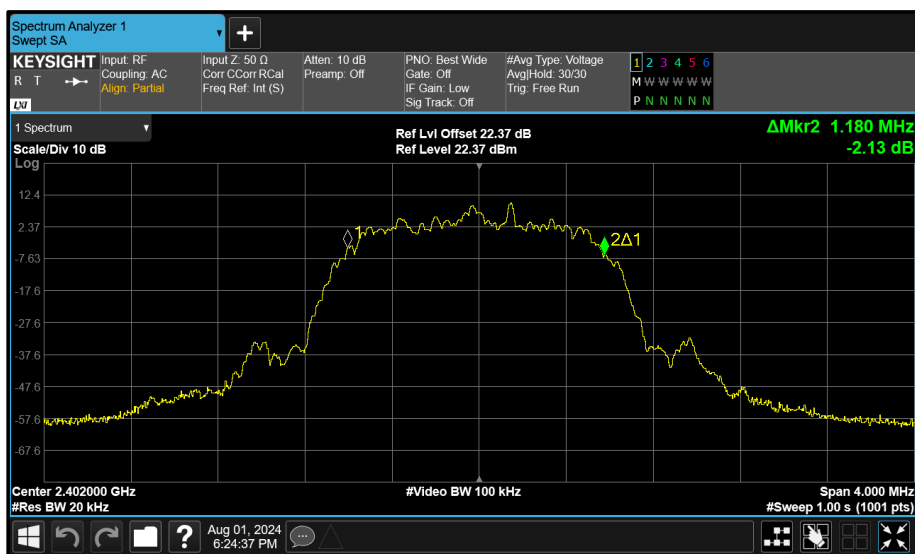 Spectrum Analyzer 1
Swept SA
KEYSIGHT
R T
LXI
Input: RF
Coupling: AC
Align: Partial
Input Z: 50 Ω
Corr CCorr RCal
Freq Ref: Int (S)
Atten: 10 dB
Preamp: Off
PNO: Best Wide
Gate: Off
IF Gain: Low
Sig Track: Off
#Avg Type: Voltage
Avg|Hold: 30/30
Trig: Free Run
1 2 3 4 5 6
M W W W W W
P N N N N N
1 Spectrum
Scale/Div 10 dB
Log
Ref Lvl Offset 22.37 dB
Ref Level 22.37 dBm
ΔMkr2 1.180 MHz
-2.13 dB
12.4
2.37
-7.63
-17.6
-27.6
-37.6
-47.6
-57.6
-67.6
1
2Δ1
Center 2.402000 GHz
#Res BW 20 kHz
#Video BW 100 kHz
Span 4.000 MHz
#Sweep 1.00 s (1001 pts)
Aug 01, 2024
6:24:37 PM